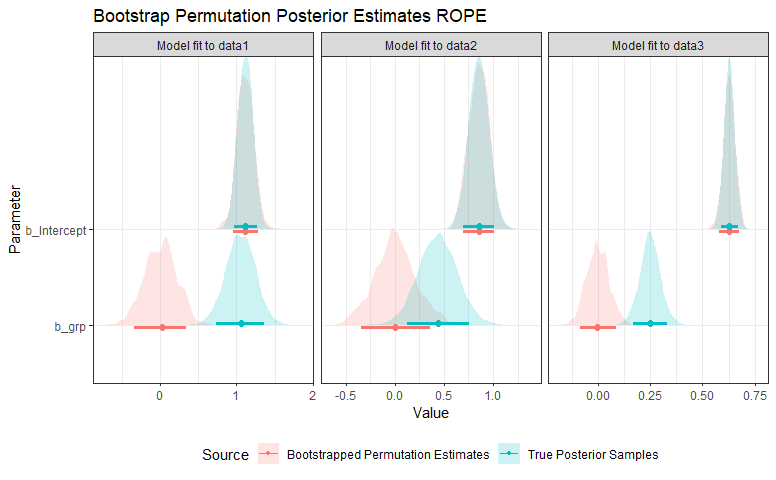 Bootstrap Permutation Posterior Estimates ROPE
Model fit to data1
Model fit to data2
Model fit to data3
Parameter
b_Intercept
b_grp
0 1 2
-0.5 0.0 0.5 1.0
0.00 0.25 0.50 0.75
Value
Source Bootstrapped Permutation Estimates True Posterior Samples